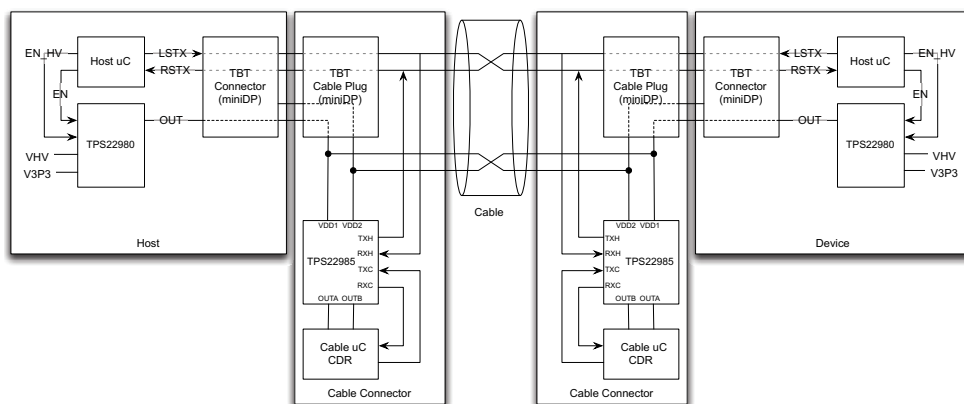 EN_HV
Host uC
LSTX
RSTX
EN
TPS22980
OUT
VHV
V3P3
TBT
Connector
(miniDP)
Host
TBT
Cable Plug
(miniDP)
VDD1 VDD2
TXH
RXH
TPS22985
TXC
RXC
OUTA OUTB
Cable uC
CDR
Cable Connector
Cable
TBT
Cable Plug
(miniDP)
VDD2 VDD1
TXH
RXH
TXC
TPS22985
RXC
OUTB OUTA
Cable uC
CDR
Cable Connector
TBT
Connector
(miniDP)
LSTX
RSTX
Host uC
EN_HV
EN
OUT
TPS22980
VHV
V3P3
Device